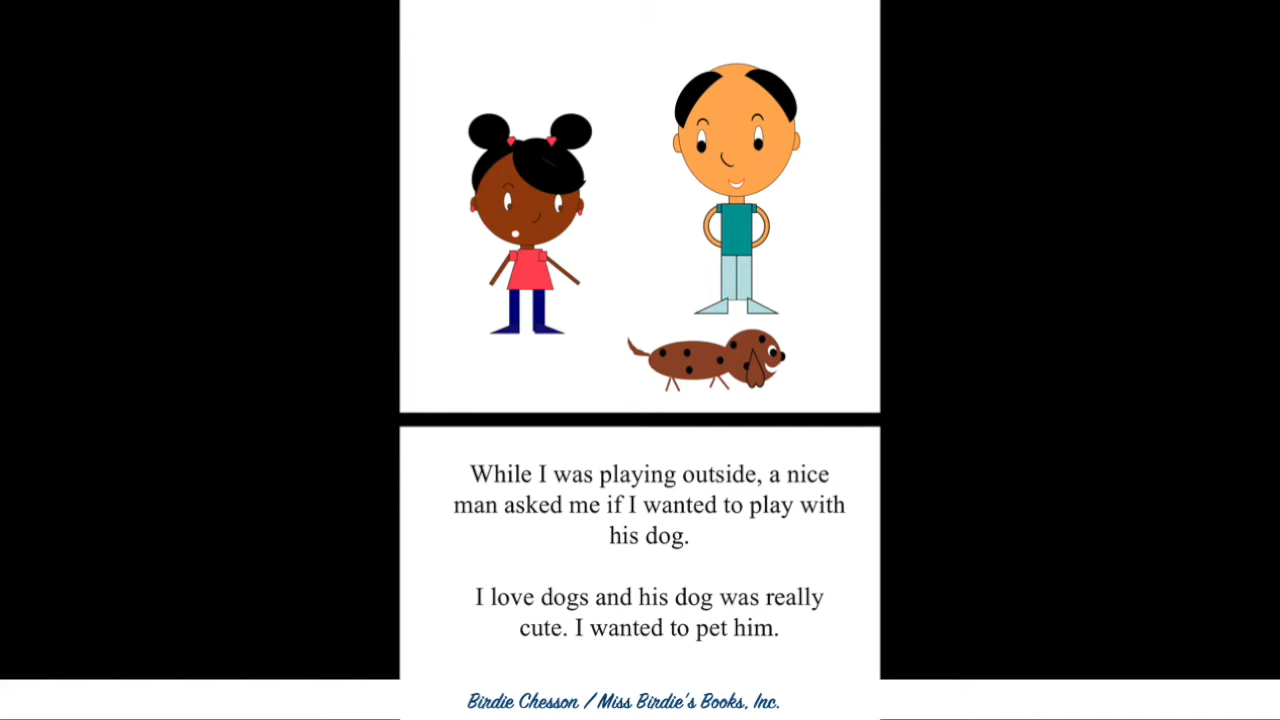 While I was playing outside, a nice
man asked me if I wanted to play with
his dog.
I love dogs and his dog was really
cute. I wanted to pet him.
Birdie Chesson / Miss Birdie's Books, Inc.